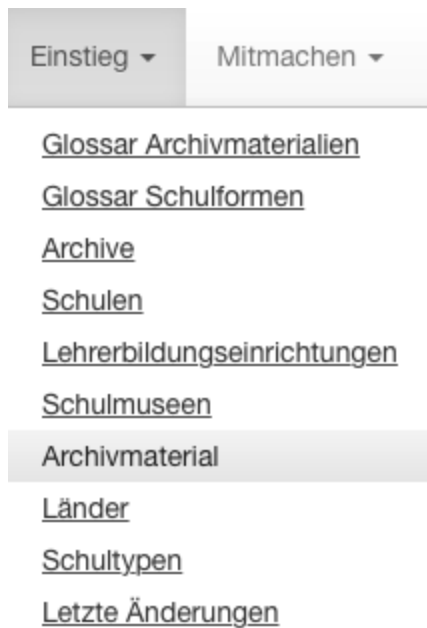 Einstieg Mitmachen
Glossar Archivmaterialien
Glossar Schulformen
Archive
Schulen
Lehrerbildungseinrichtungen
Schulmuseen
Archivmaterial
Länder
Schultypen
Letzte Änderungen